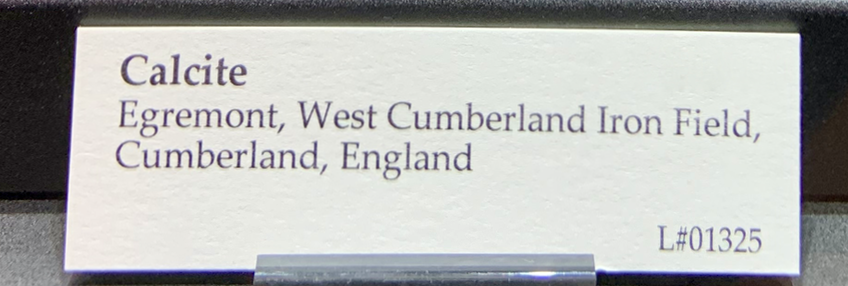 Calcite
Egremont, West Cumberland Iron Field,
Cumberland, England
L#01325